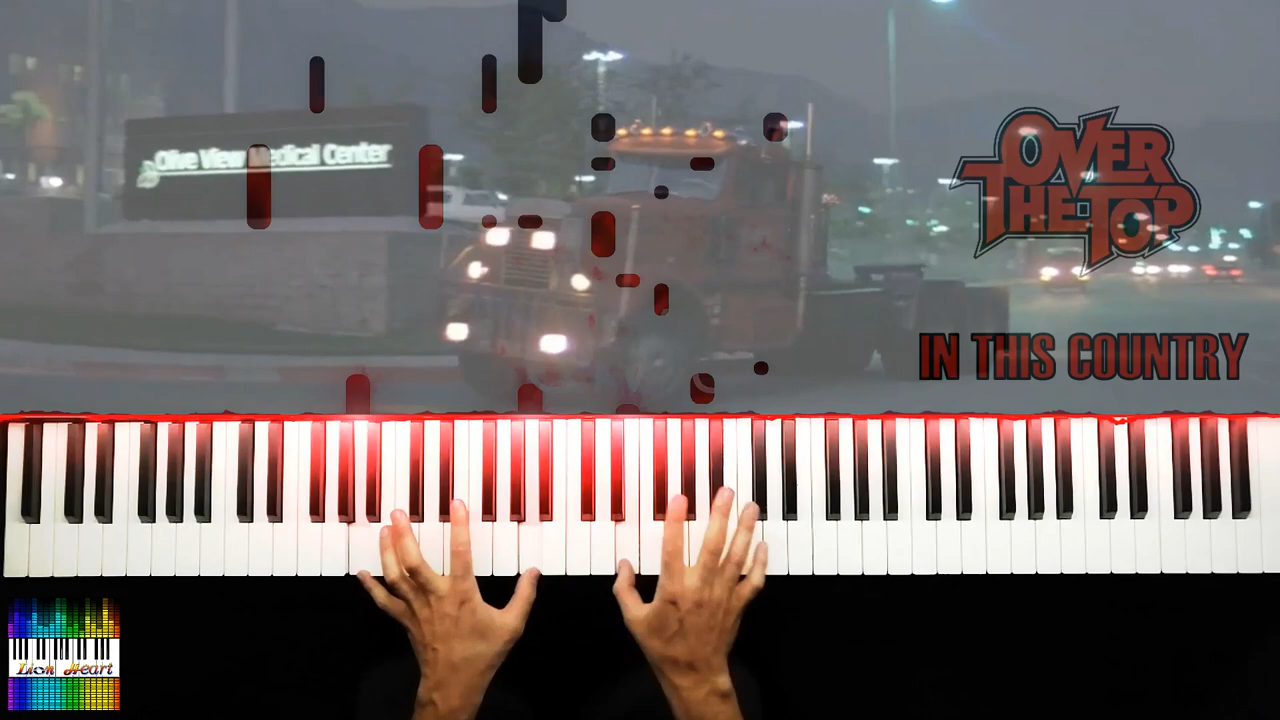 Olive View Medical Center
OVER
THE TOP
IN THIS COUNTRY
Lion Heart